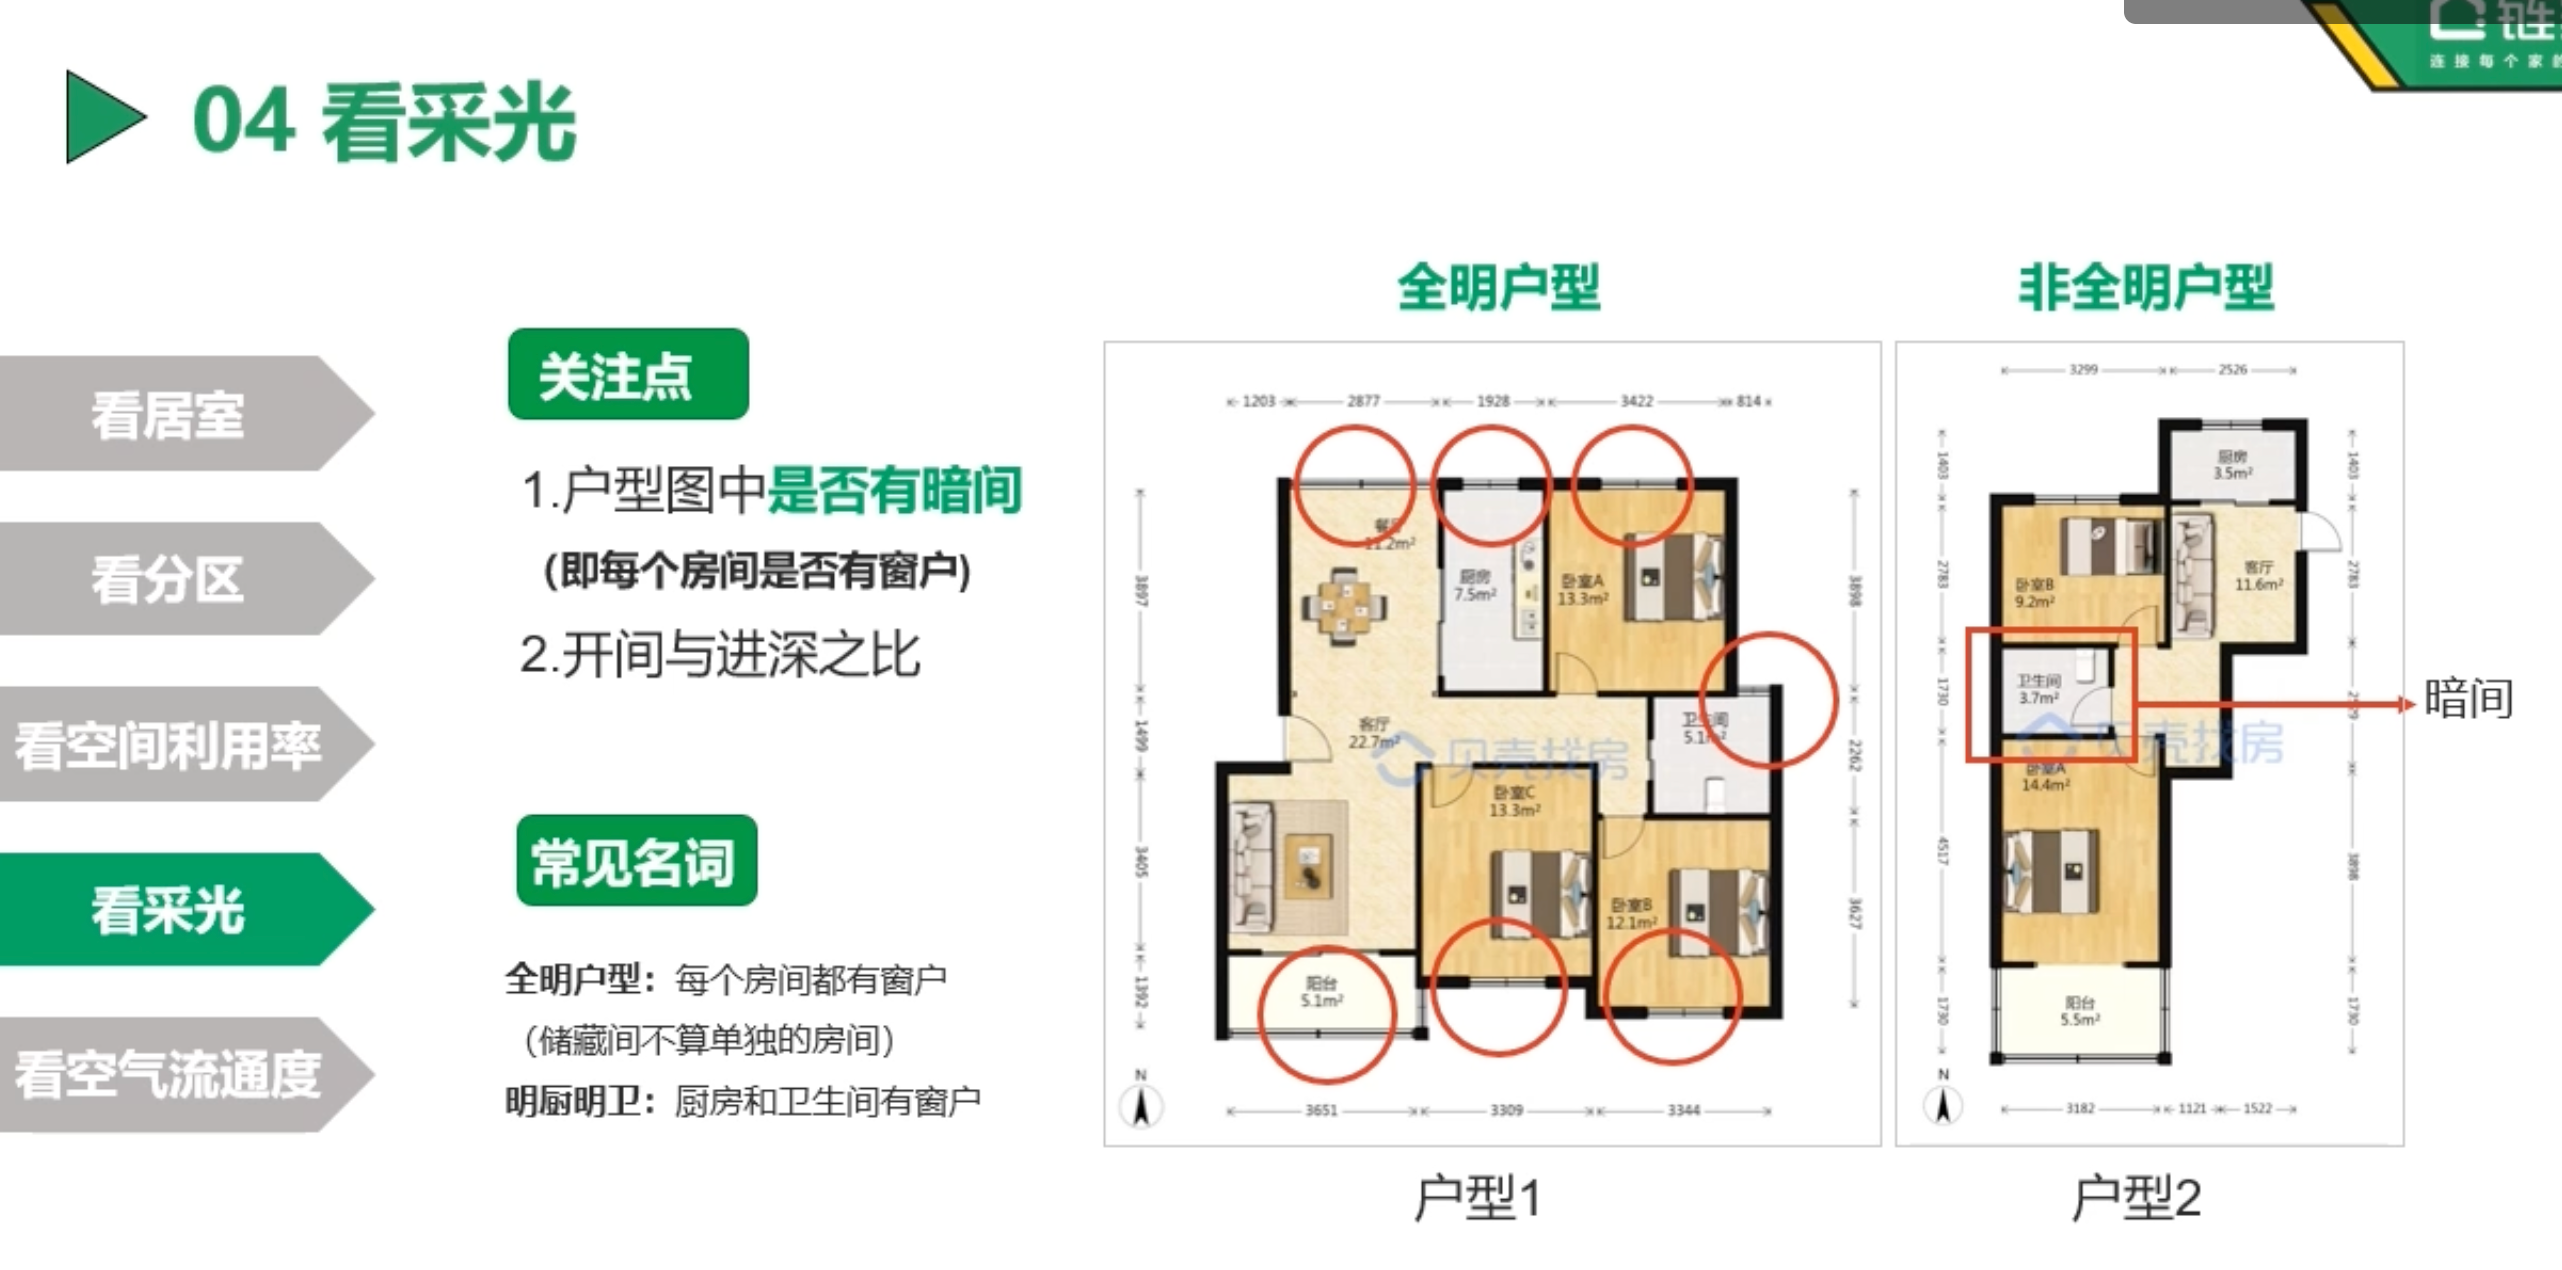 链
连接每个家的
04 看采光
看居室
看分区
看空间利用率
看采光
看空气流通度
关注点
1.户型图中是否有暗间
(即每个房间是否有窗户)
2.开间与进深之比
常见名词
全明户型：每个房间都有窗户
（储藏间不算单独的房间）
明厨明卫：厨房和卫生间有窗户
全明户型
1203
2877
1928
3422
814
3897
1499
3405
1392
餐厅
11.2m²
厨房
7.5m²
卧室A
13.3m²
客厅
22.7m²
卫生间
5.1m²
贝壳找房
卧室C
13.3m²
卧室B
12.1m²
阳台
5.1m²
3898
2262
3627
N
3651
3309
3344
户型1
非全明户型
3299
2526
1403
2783
1730
4517
1730
厨房
3.5m²
客厅
11.6m²
卧室B
9.2m²
卫生间
3.7m²
贝壳找房
卧室A
14.4m²
阳台
5.5m²
1403
2783
3898
1730
暗间
N
3182
1121
1522
户型2